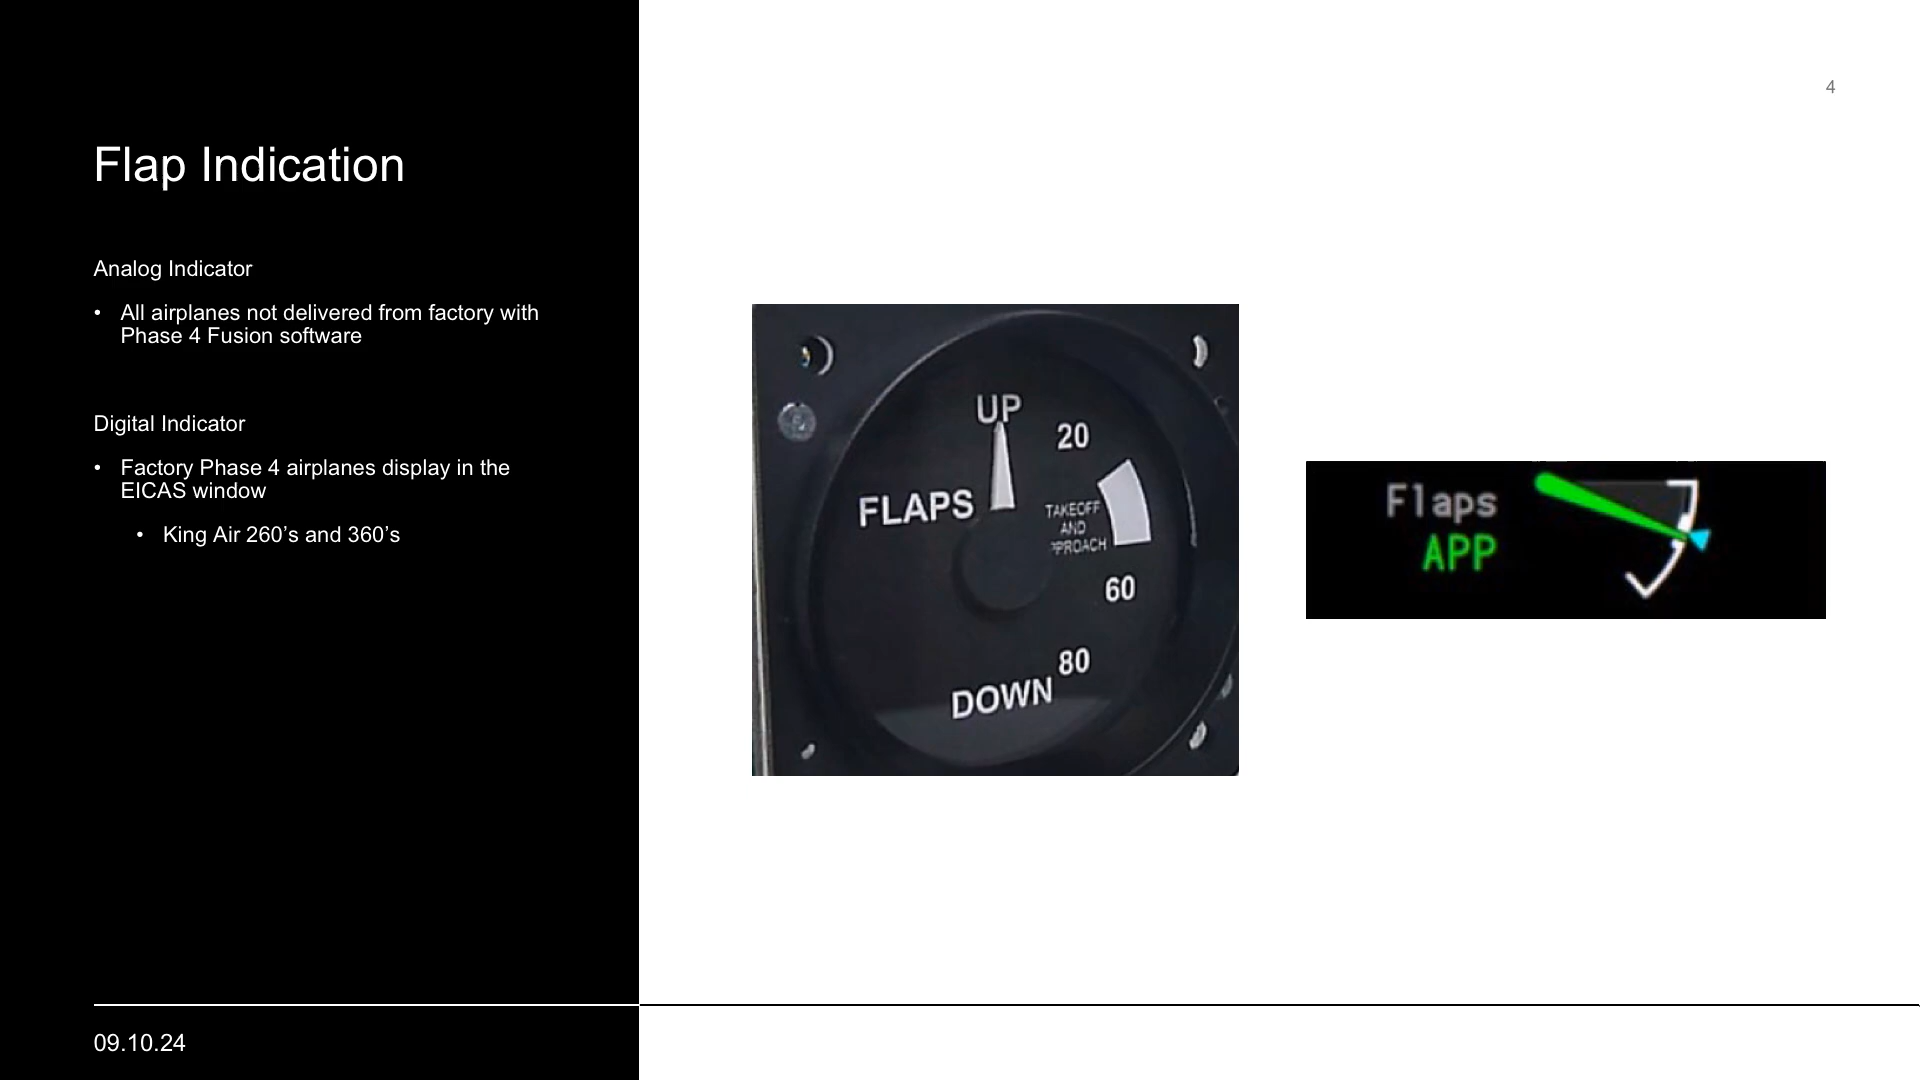 4
Flap Indication
Analog Indicator
• All airplanes not delivered from factory with
Phase 4 Fusion software
Digital Indicator
• Factory Phase 4 airplanes display in the
EICAS window
• King Air 260’s and 360’s
UP
20
FLAPS
TAKEOFF
AND
60
80
DOWN
Flaps
APP
09.10.24